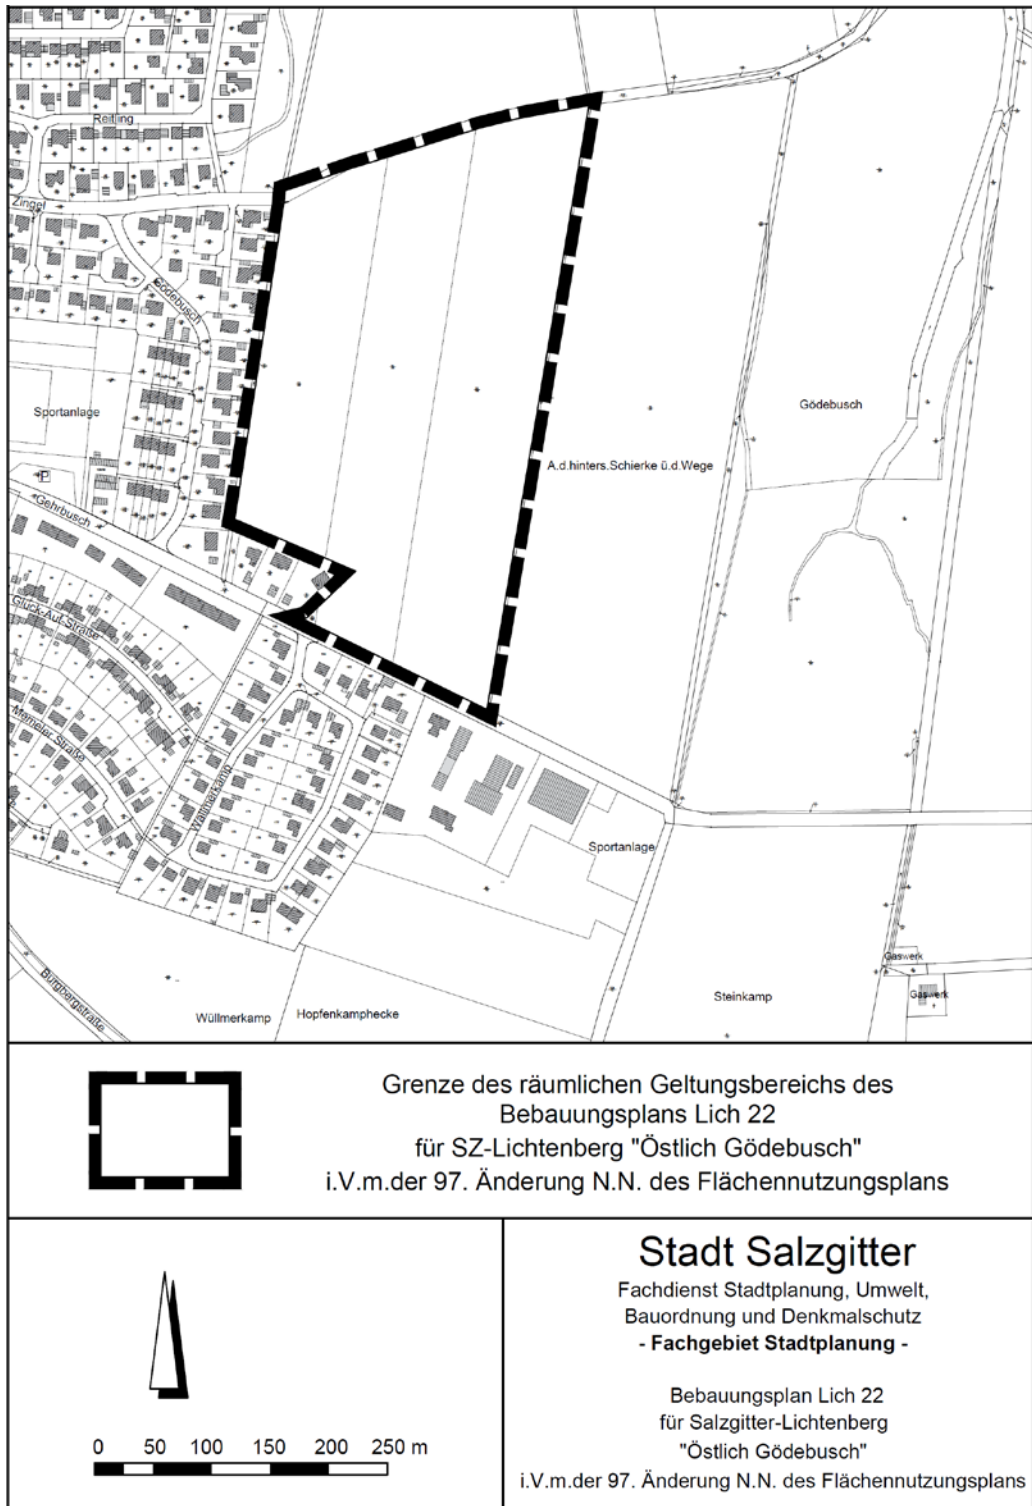 Reitling
Zingel
Gödebusch
Sportanlage
Gödebusch
A.d.hinters.Schierke ü.d.Wege
P
Gehrbusch
Glück-Auf-Straße
Memeler Straße
Wallmerkamp
Sportanlage
Gaswerk
Gaswerk
Burgbergstraße
Wüllmerkamp
Hopfenkamphecke
Steinkamp
Grenze des räumlichen Geltungsbereichs des
Bebauungsplans Lich 22
für SZ-Lichtenberg "Östlich Gödebusch"
i.V.m.der 97. Änderung N.N. des Flächennutzungsplans
0 50 100 150 200 250 m
Stadt Salzgitter
Fachdienst Stadtplanung, Umwelt,
Bauordnung und Denkmalschutz
- Fachgebiet Stadtplanung -
Bebauungsplan Lich 22
für Salzgitter-Lichtenberg
"Östlich Gödebusch"
i.V.m.der 97. Änderung N.N. des Flächennutzungsplans